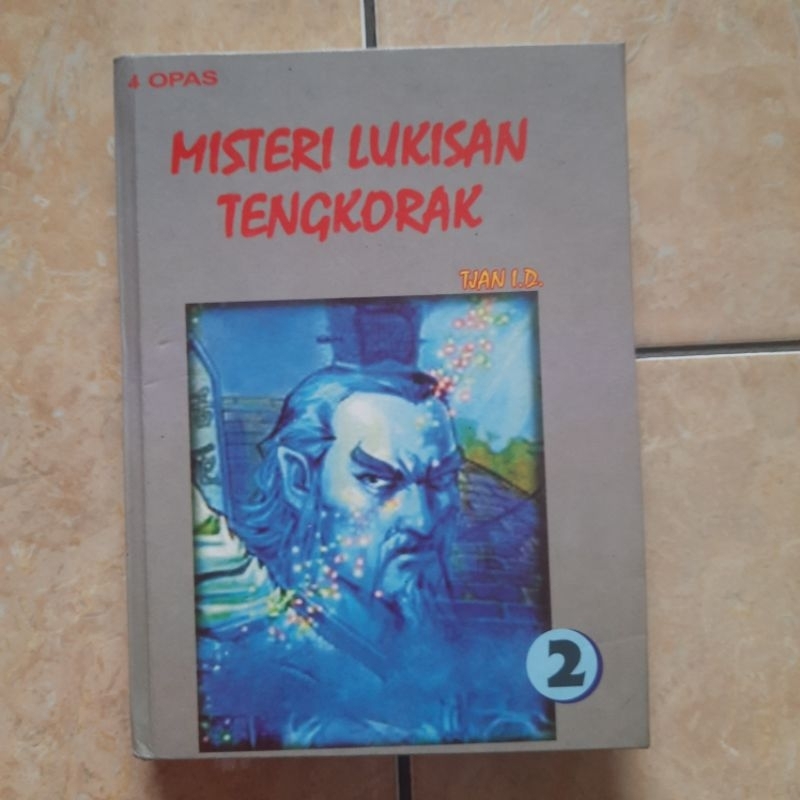 4 OPAS
MISTERI LUKISAN
TENGKORAK
TJAN I.D.
2